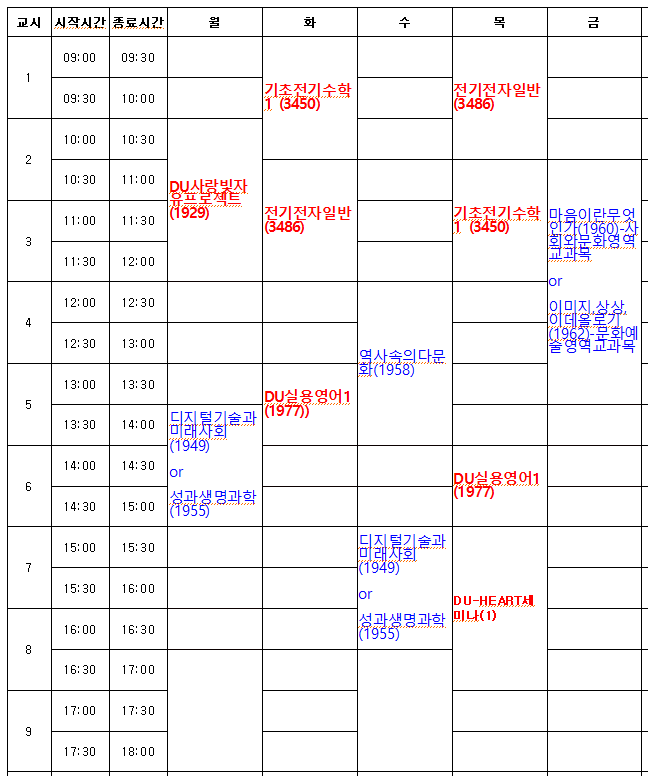 교시 시작시간 종료시간 월 화 수 목 금
1 09:00 09:30
09:30 10:00
기초전기수학
1 (3450)
전기전자일반
(3486)
2 10:00 10:30
10:30 11:00
DU사랑빛자
유프로젝트
(1929)
전기전자일반
(3486)
기초전기수학
1 (3450)
마음이란무엇
인가(1960)-사
회와문화영역
교과목
or
이미지,상상,
이데올로기
(1962)-문화예
술영역교과목
3 11:00 11:30
11:30 12:00
4 12:00 12:30
12:30 13:00
역사속의다문
화(1958)
5 13:00 13:30
13:30 14:00
DU실용영어1
(1977))
디지털기술과
미래사회
(1949)
or
성과생명과학
(1955)
6 14:00 14:30
14:30 15:00
DU실용영어1
(1977)
7 15:00 15:30
15:30 16:00
디지털기술과
미래사회
(1949)
or
성과생명과학
(1955)
DU-HEART세
미나(1)
8 16:00 16:30
16:30 17:00
9 17:00 17:30
17:30 18:00